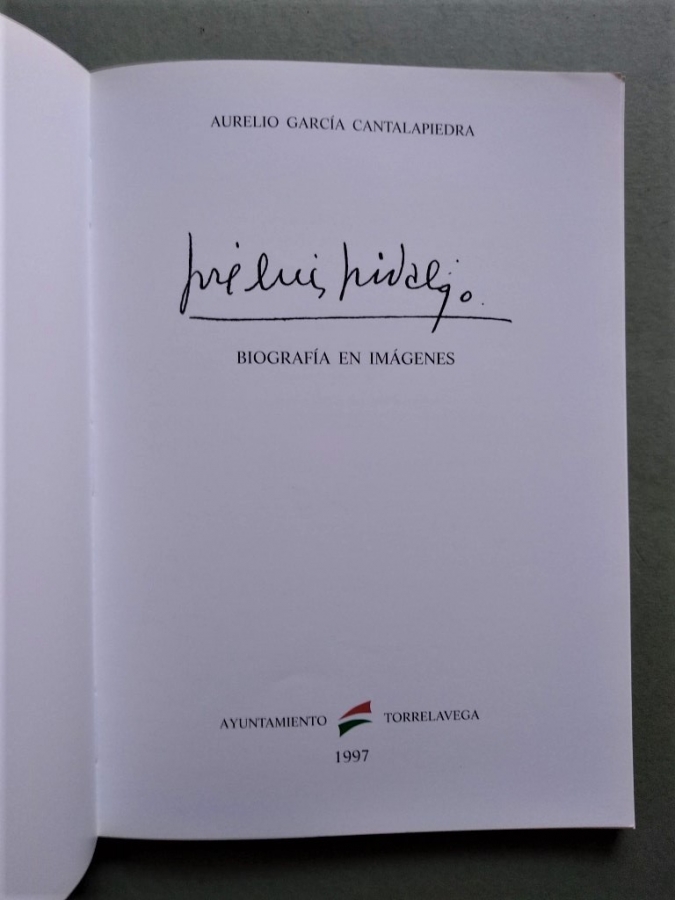 AURELIO GARCÍA CANTALAPIEDRA
José Luis Hidalgo.
BIOGRAFÍA EN IMÁGENES
AYUNTAMIENTO TORRELAVEGA
1997